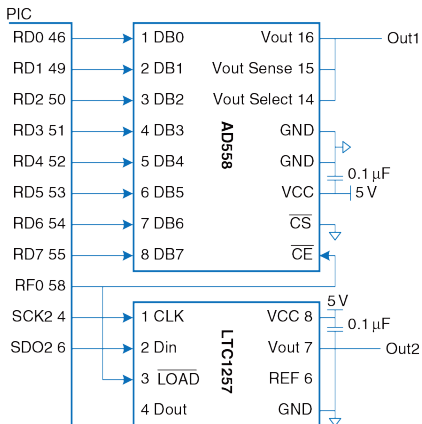 PIC
RD0 46
RD1 49
RD2 50
RD3 51
RD4 52
RD5 53
RD6 54
RD7 55
RF0 58
SCK2 4
SDO2 6
1 DB0
2 DB1
3 DB2
4 DB3
5 DB4
6 DB5
7 DB6
8 DB7
AD558
Vout 16
Vout Sense 15
Vout Select 14
GND
GND
VCC
CS
CE
Out1
0.1 µF
5 V
1 CLK
2 Din
3 LOAD
4 Dout
LTC1257
VCC 8
Vout 7
REF 6
GND
5 V
0.1 µF
Out2